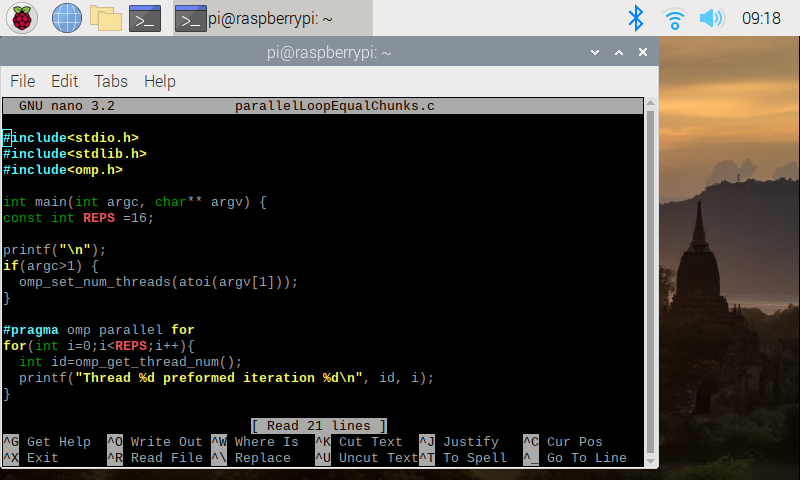 pi@raspberrypi: ~
09:18
pi@raspberrypi: ~
File Edit Tabs Help
GNU nano 3.2 parallelLoopEqualChunks.c
#include<stdio.h>
#include<stdlib.h>
#include<omp.h>
int main(int argc, char** argv) {
const int REPS =16;
printf("\n");
if(argc>1) {
  omp_set_num_threads(atoi(argv[1]));
}
#pragma omp parallel for
for(int i=0;i<REPS;i++){
  int id=omp_get_thread_num();
  printf("Thread %d preformed iteration %d\n", id, i);
}
[ Read 21 lines ]
^G Get Help ^O Write Out ^W Where Is ^K Cut Text ^J Justify ^C Cur Pos
^X Exit ^R Read File ^\ Replace ^U Uncut Text ^T To Spell ^_ Go To Line